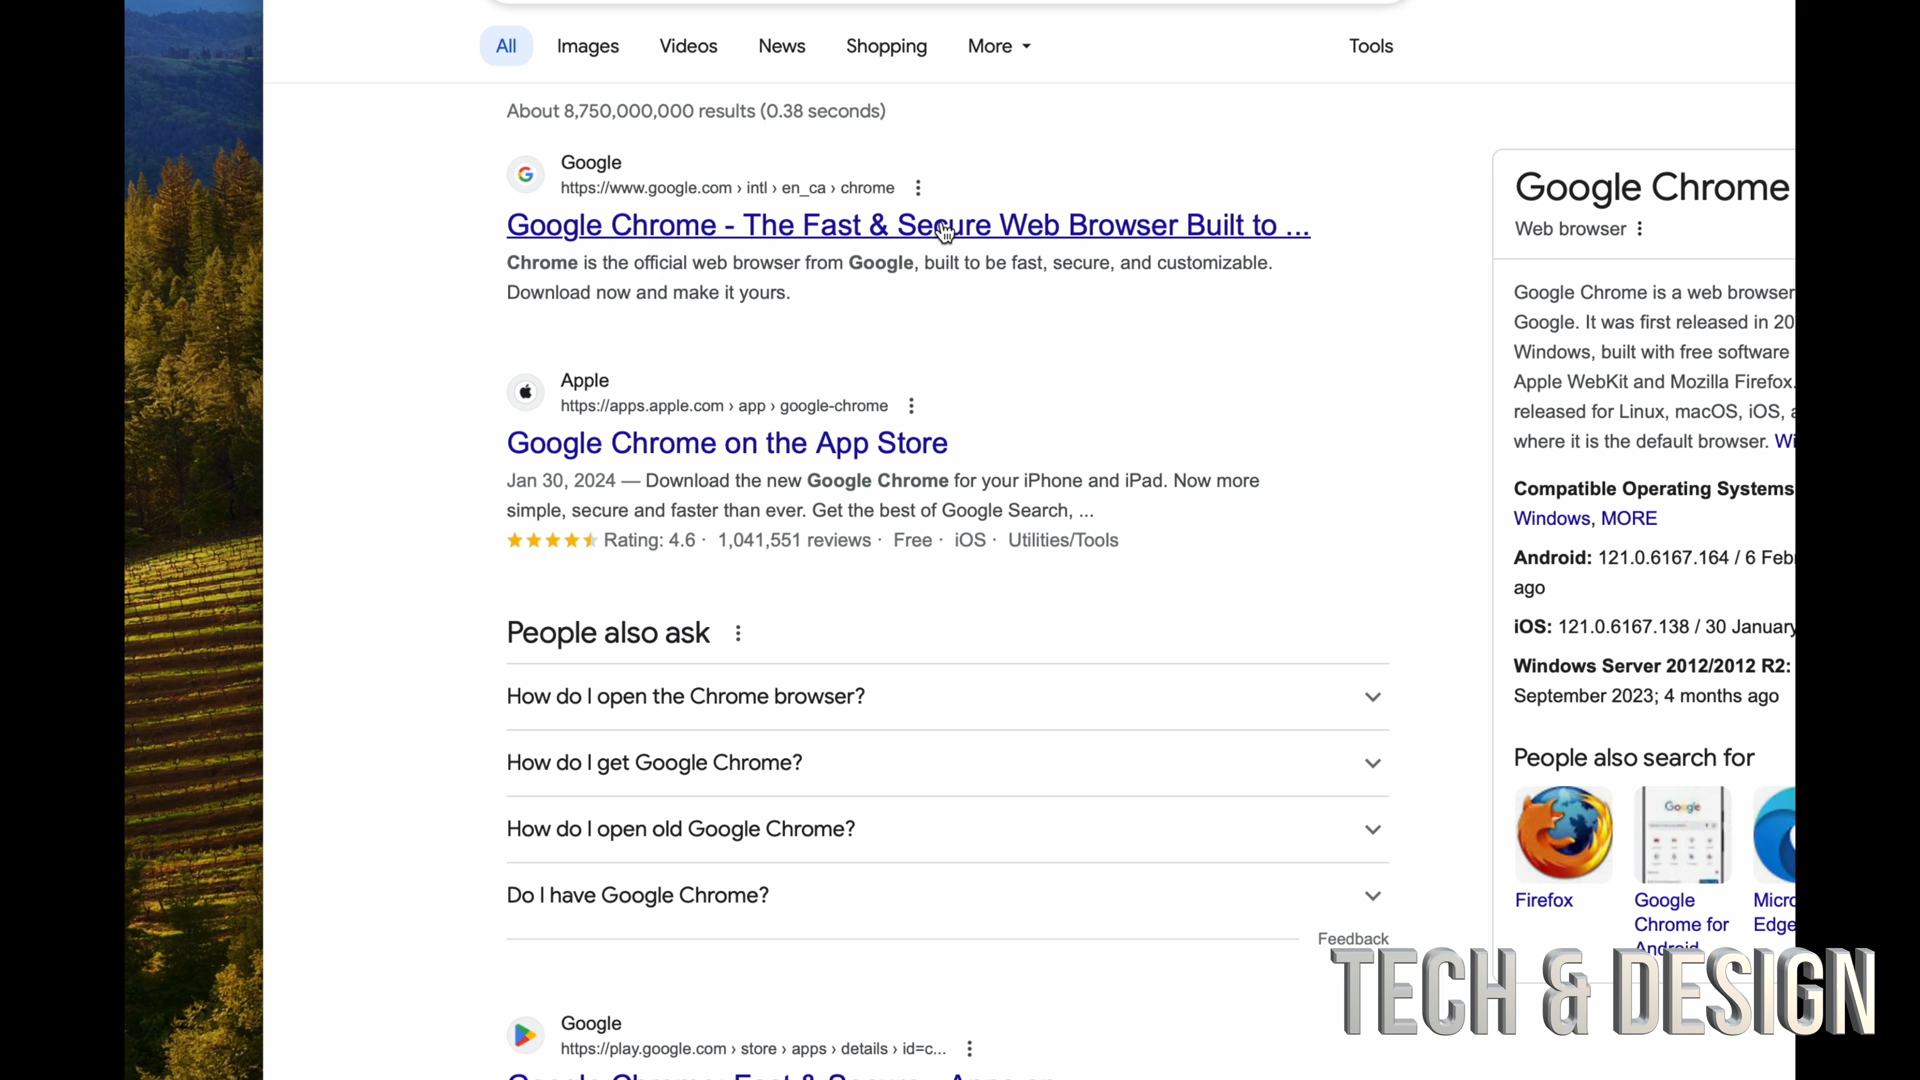 All Images Videos News Shopping More Tools
About 8,750,000,000 results (0.38 seconds)
Google
https://www.google.com › intl › en_ca › chrome
Google Chrome - The Fast & Secure Web Browser Built to ...
Chrome is the official web browser from Google, built to be fast, secure, and customizable.
Download now and make it yours.
Apple
https://apps.apple.com › app › google-chrome
Google Chrome on the App Store
Jan 30, 2024 — Download the new Google Chrome for your iPhone and iPad. Now more
simple, secure and faster than ever. Get the best of Google Search, ...
Rating: 4.6 · 1,041,551 reviews · Free · iOS · Utilities/Tools
People also ask
How do I open the Chrome browser?
How do I get Google Chrome?
How do I open old Google Chrome?
Do I have Google Chrome?
Feedback
Google
https://play.google.com › store › apps › details › id=c...
Google Chrome
Web browser
Google Chrome is a web browser
Google. It was first released in 20
Windows, built with free software
Apple WebKit and Mozilla Firefox.
released for Linux, macOS, iOS,
where it is the default browser. Wi
Compatible Operating Systems
Windows, MORE
Android: 121.0.6167.164 / 6 Feb
ago
iOS: 121.0.6167.138 / 30 January
Windows Server 2012/2012 R2:
September 2023; 4 months ago
People also search for
Google
Firefox
Google
Chrome for
Android
Micro
Edge
TECH & DESIGN